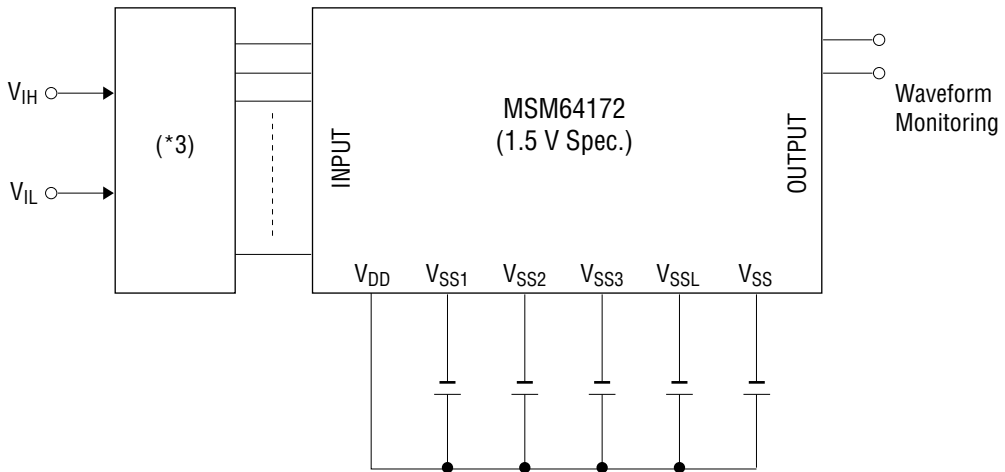 V_IH
V_IL
(*3)
INPUT
MSM64172
(1.5 V Spec.)
OUTPUT
Waveform
Monitoring
V_DD V_SS1 V_SS2 V_SS3 V_SSL V_SS